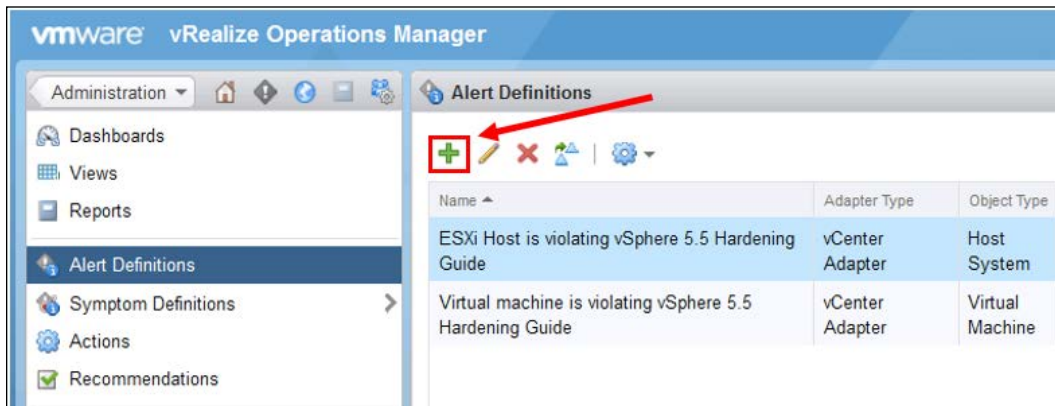 vmware vRealize Operations Manager
Administration
Alert Definitions
Dashboards
Views
Reports
Alert Definitions
Symptom Definitions
Actions
Recommendations
Name Adapter Type Object Type
ESXi Host is violating vSphere 5.5 Hardening vCenter Host
Guide Adapter System
Virtual machine is violating vSphere 5.5 vCenter Virtual
Hardening Guide Adapter Machine